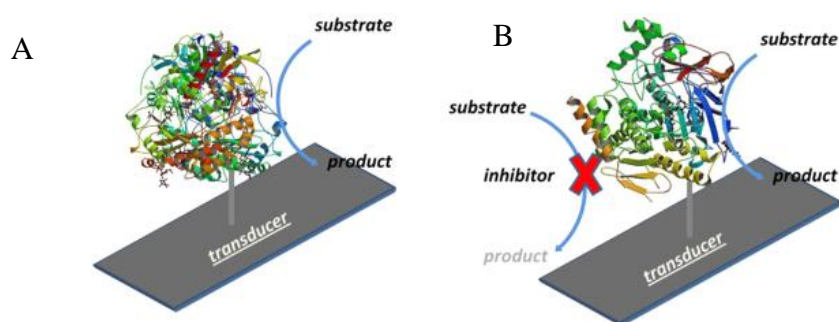 A
substrate
product
transducer
B
substrate
substrate
inhibitor
product
product
transducer